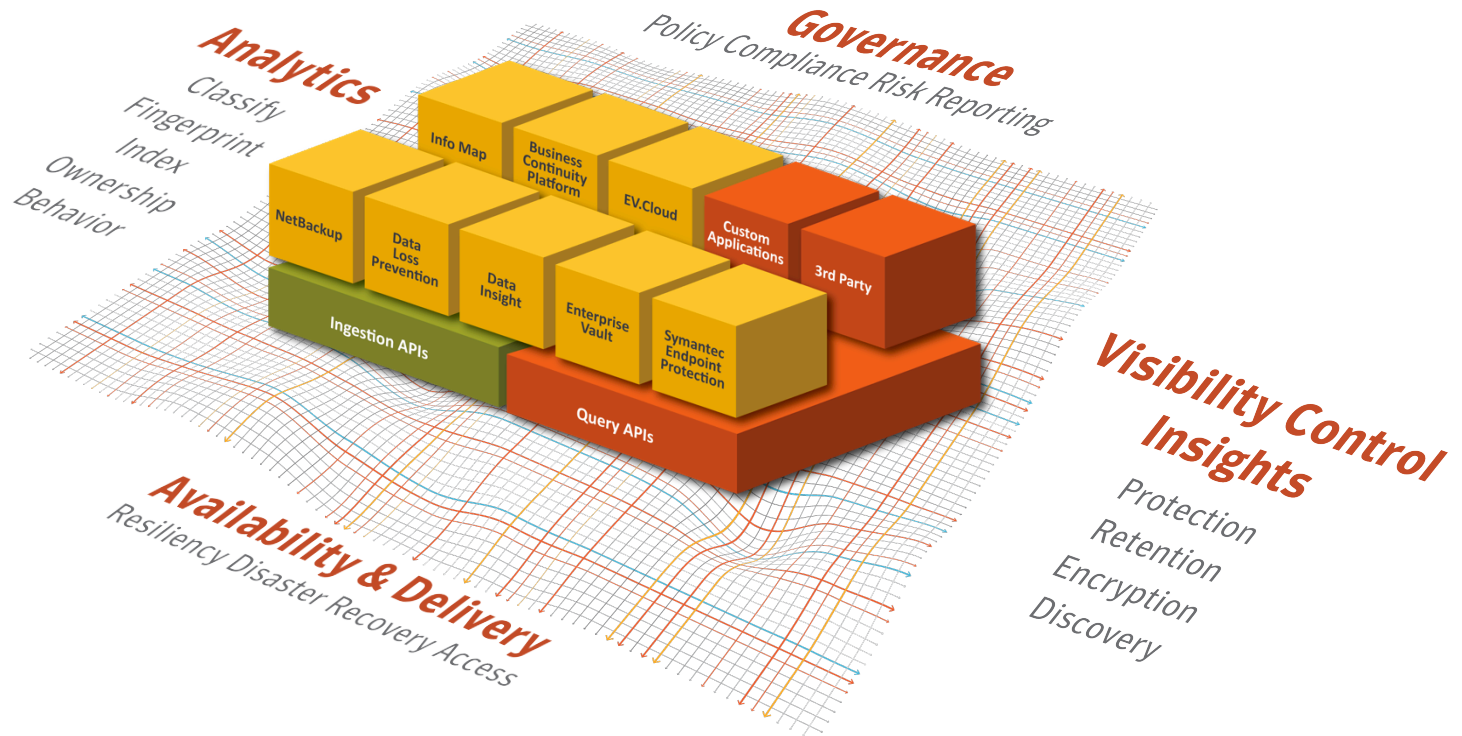 Governance
Policy Compliance Risk Reporting
Analytics
Classify
Fingerprint
Index
Ownership
Behavior
Info Map
Business
Continuity
Platform
EV.Cloud
Custom
Applications
3rd Party
NetBackup
Data
Loss
Prevention
Data
Insight
Enterprise
Vault
Symantec
Endpoint
Protection
Ingestion APIs
Query APIs
Visibility Control
Insights
Protection
Retention
Encryption
Discovery
Availability & Delivery
Resiliency Disaster Recovery Access